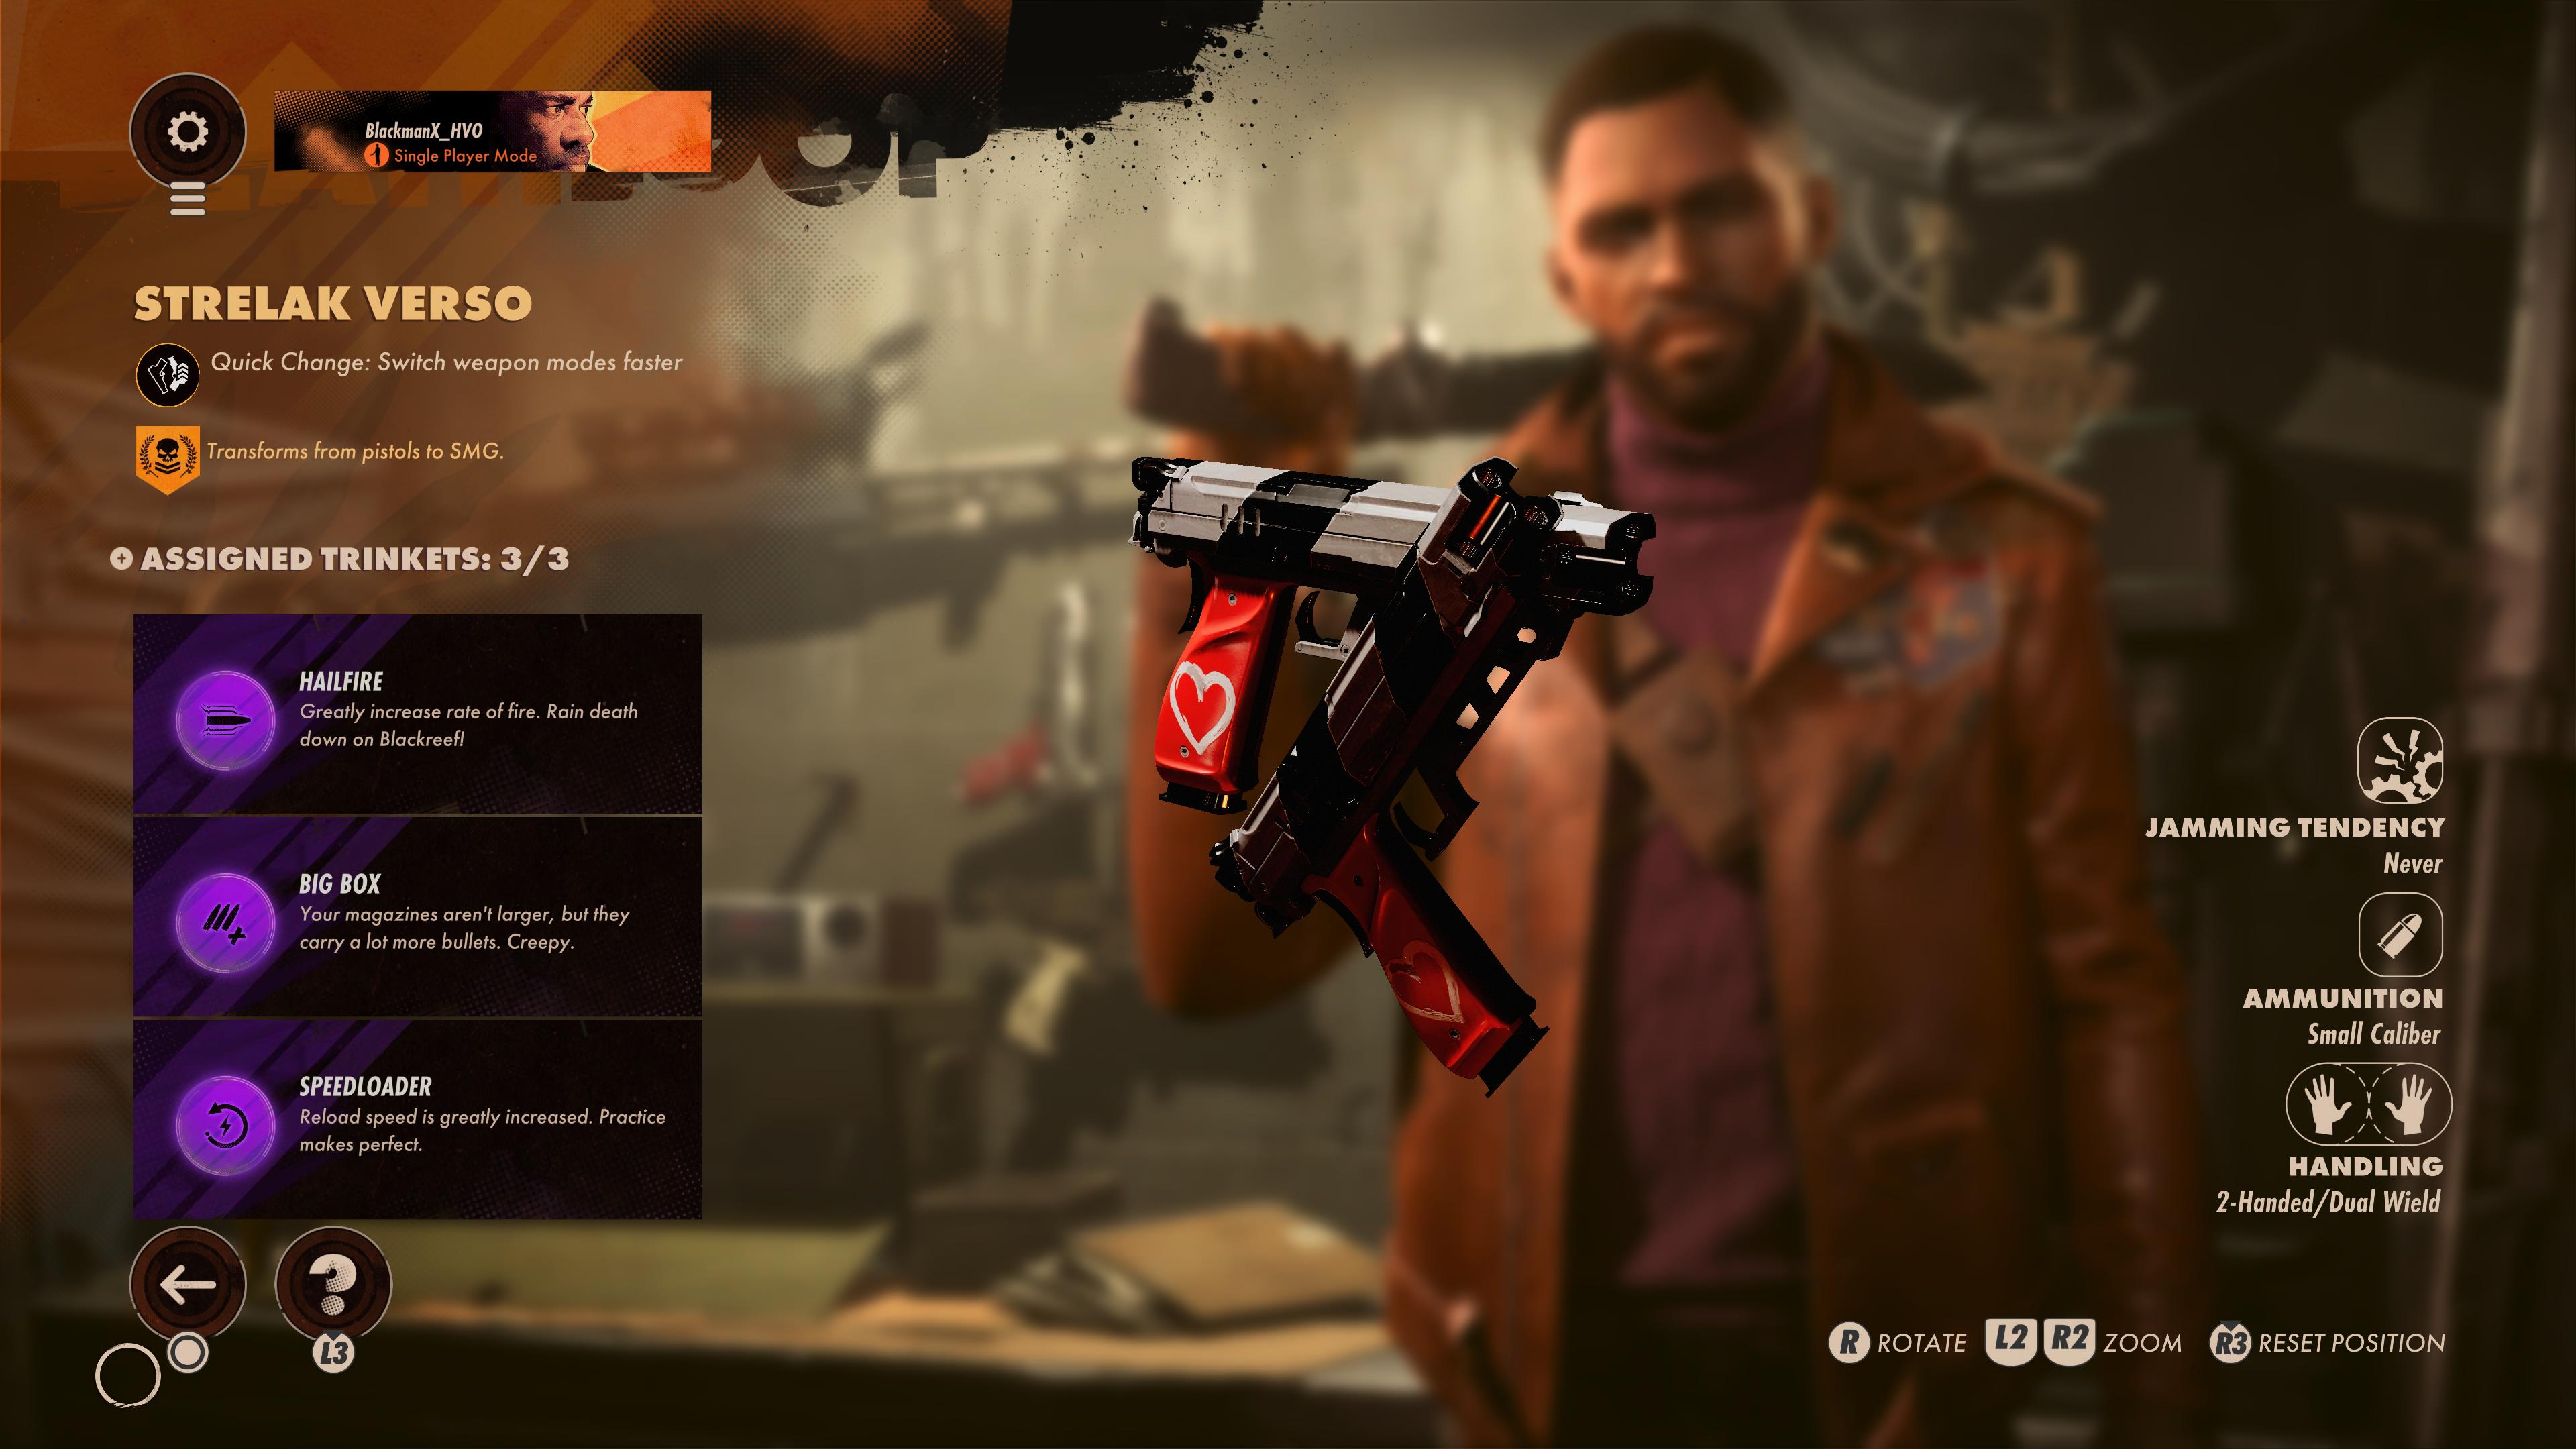 BlackmanX_HVO
Single Player Mode
STRELAK VERSO
Quick Change: Switch weapon modes faster
Transforms from pistols to SMG.
ASSIGNED TRINKETS: 3/3
HAILFIRE
Greatly increase rate of fire. Rain death
down on Blackreef!
BIG BOX
Your magazines aren't larger, but they
carry a lot more bullets. Creepy.
SPEEDLOADER
Reload speed is greatly increased. Practice
makes perfect.
JAMMING TENDENCY
Never
AMMUNITION
Small Caliber
HANDLING
2-Handed/Dual Wield
?
L3
R ROTATE L2 R2 ZOOM R3 RESET POSITION